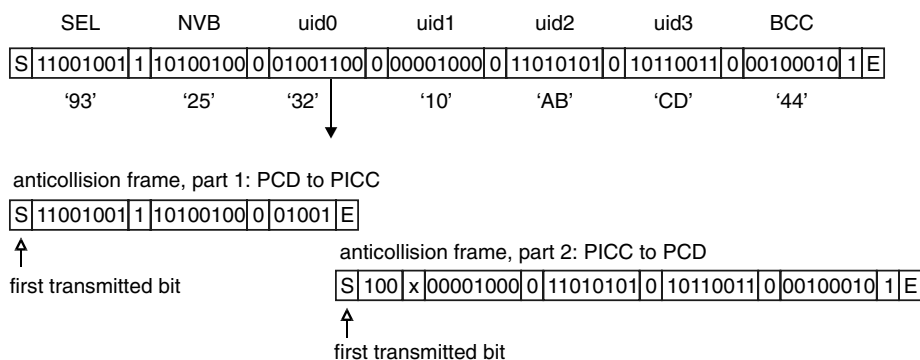 SEL NVB uid0 uid1 uid2 uid3 BCC
S 11001001 1 10100100 0 01001100 0 00001000 0 11010101 0 10110011 0 00100010 1 E
‘93’ ‘25’ ‘32’ ‘10’ ‘AB’ ‘CD’ ‘44’
anticollision frame, part 1: PCD to PICC
S 11001001 1 10100100 0 01001 E
first transmitted bit
anticollision frame, part 2: PICC to PCD
S 100 x 00001000 0 11010101 0 10110011 0 00100010 1 E
first transmitted bit